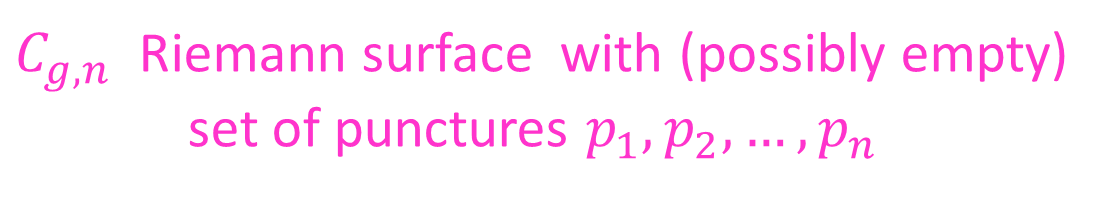 C_{g,n} Riemann surface with (possibly empty)
set of punctures p_1, p_2, … , p_n